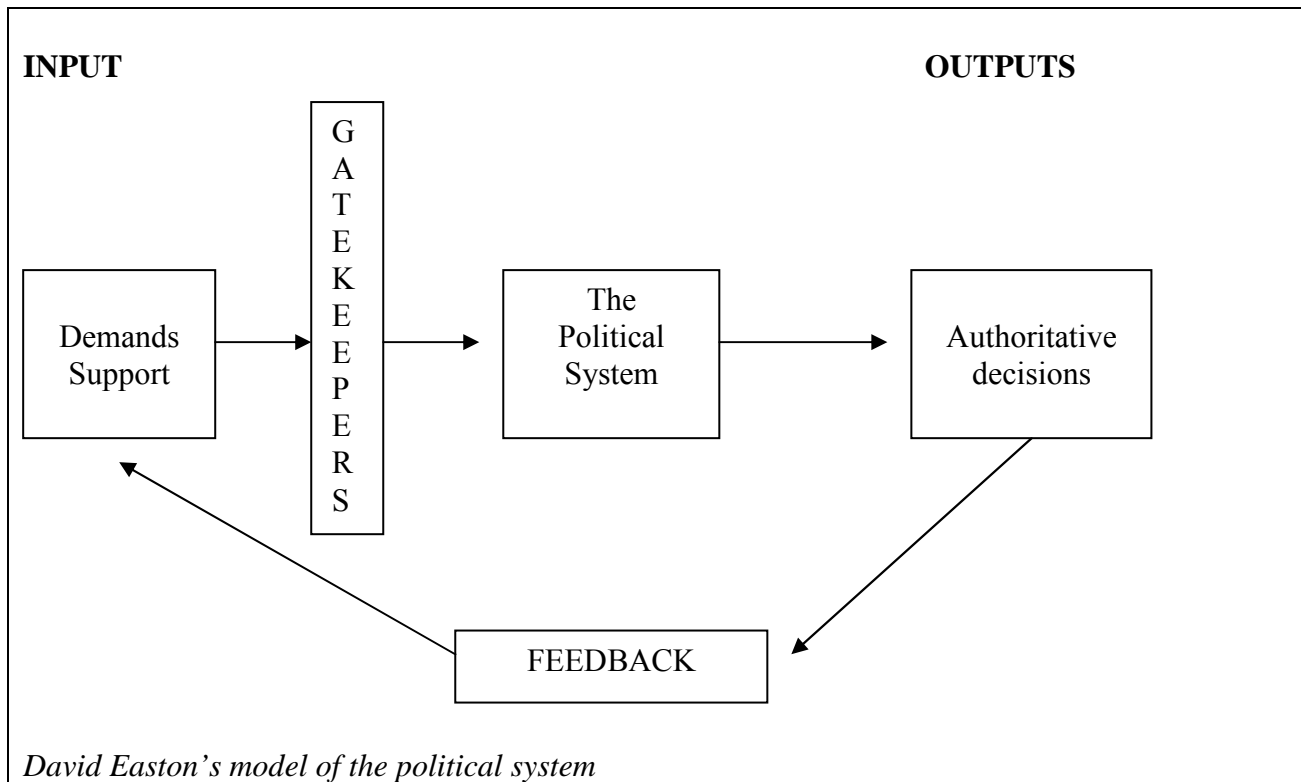 INPUT
OUTPUTS
G
A
T
E
K
E
E
P
E
R
S
Demands
Support
The
Political
System
Authoritative
decisions
FEEDBACK
David Easton’s model of the political system